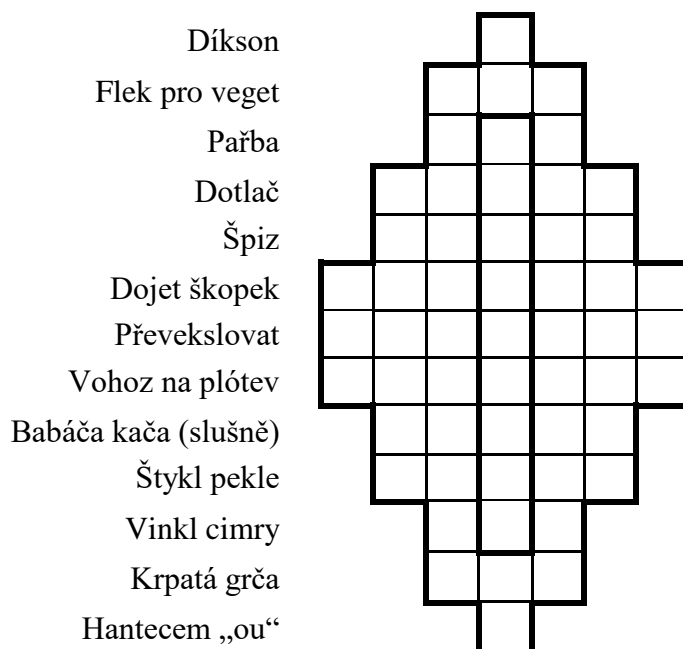 Díkson
Flek pro veget
Pařba
Dotlač
Špiz
Dojet škopek
Převekslovat
Vohoz na plótev
Babáča kača (slušně)
Štykl pekle
Vinkl cimry
Krpatá grča
Hantecem „ou“